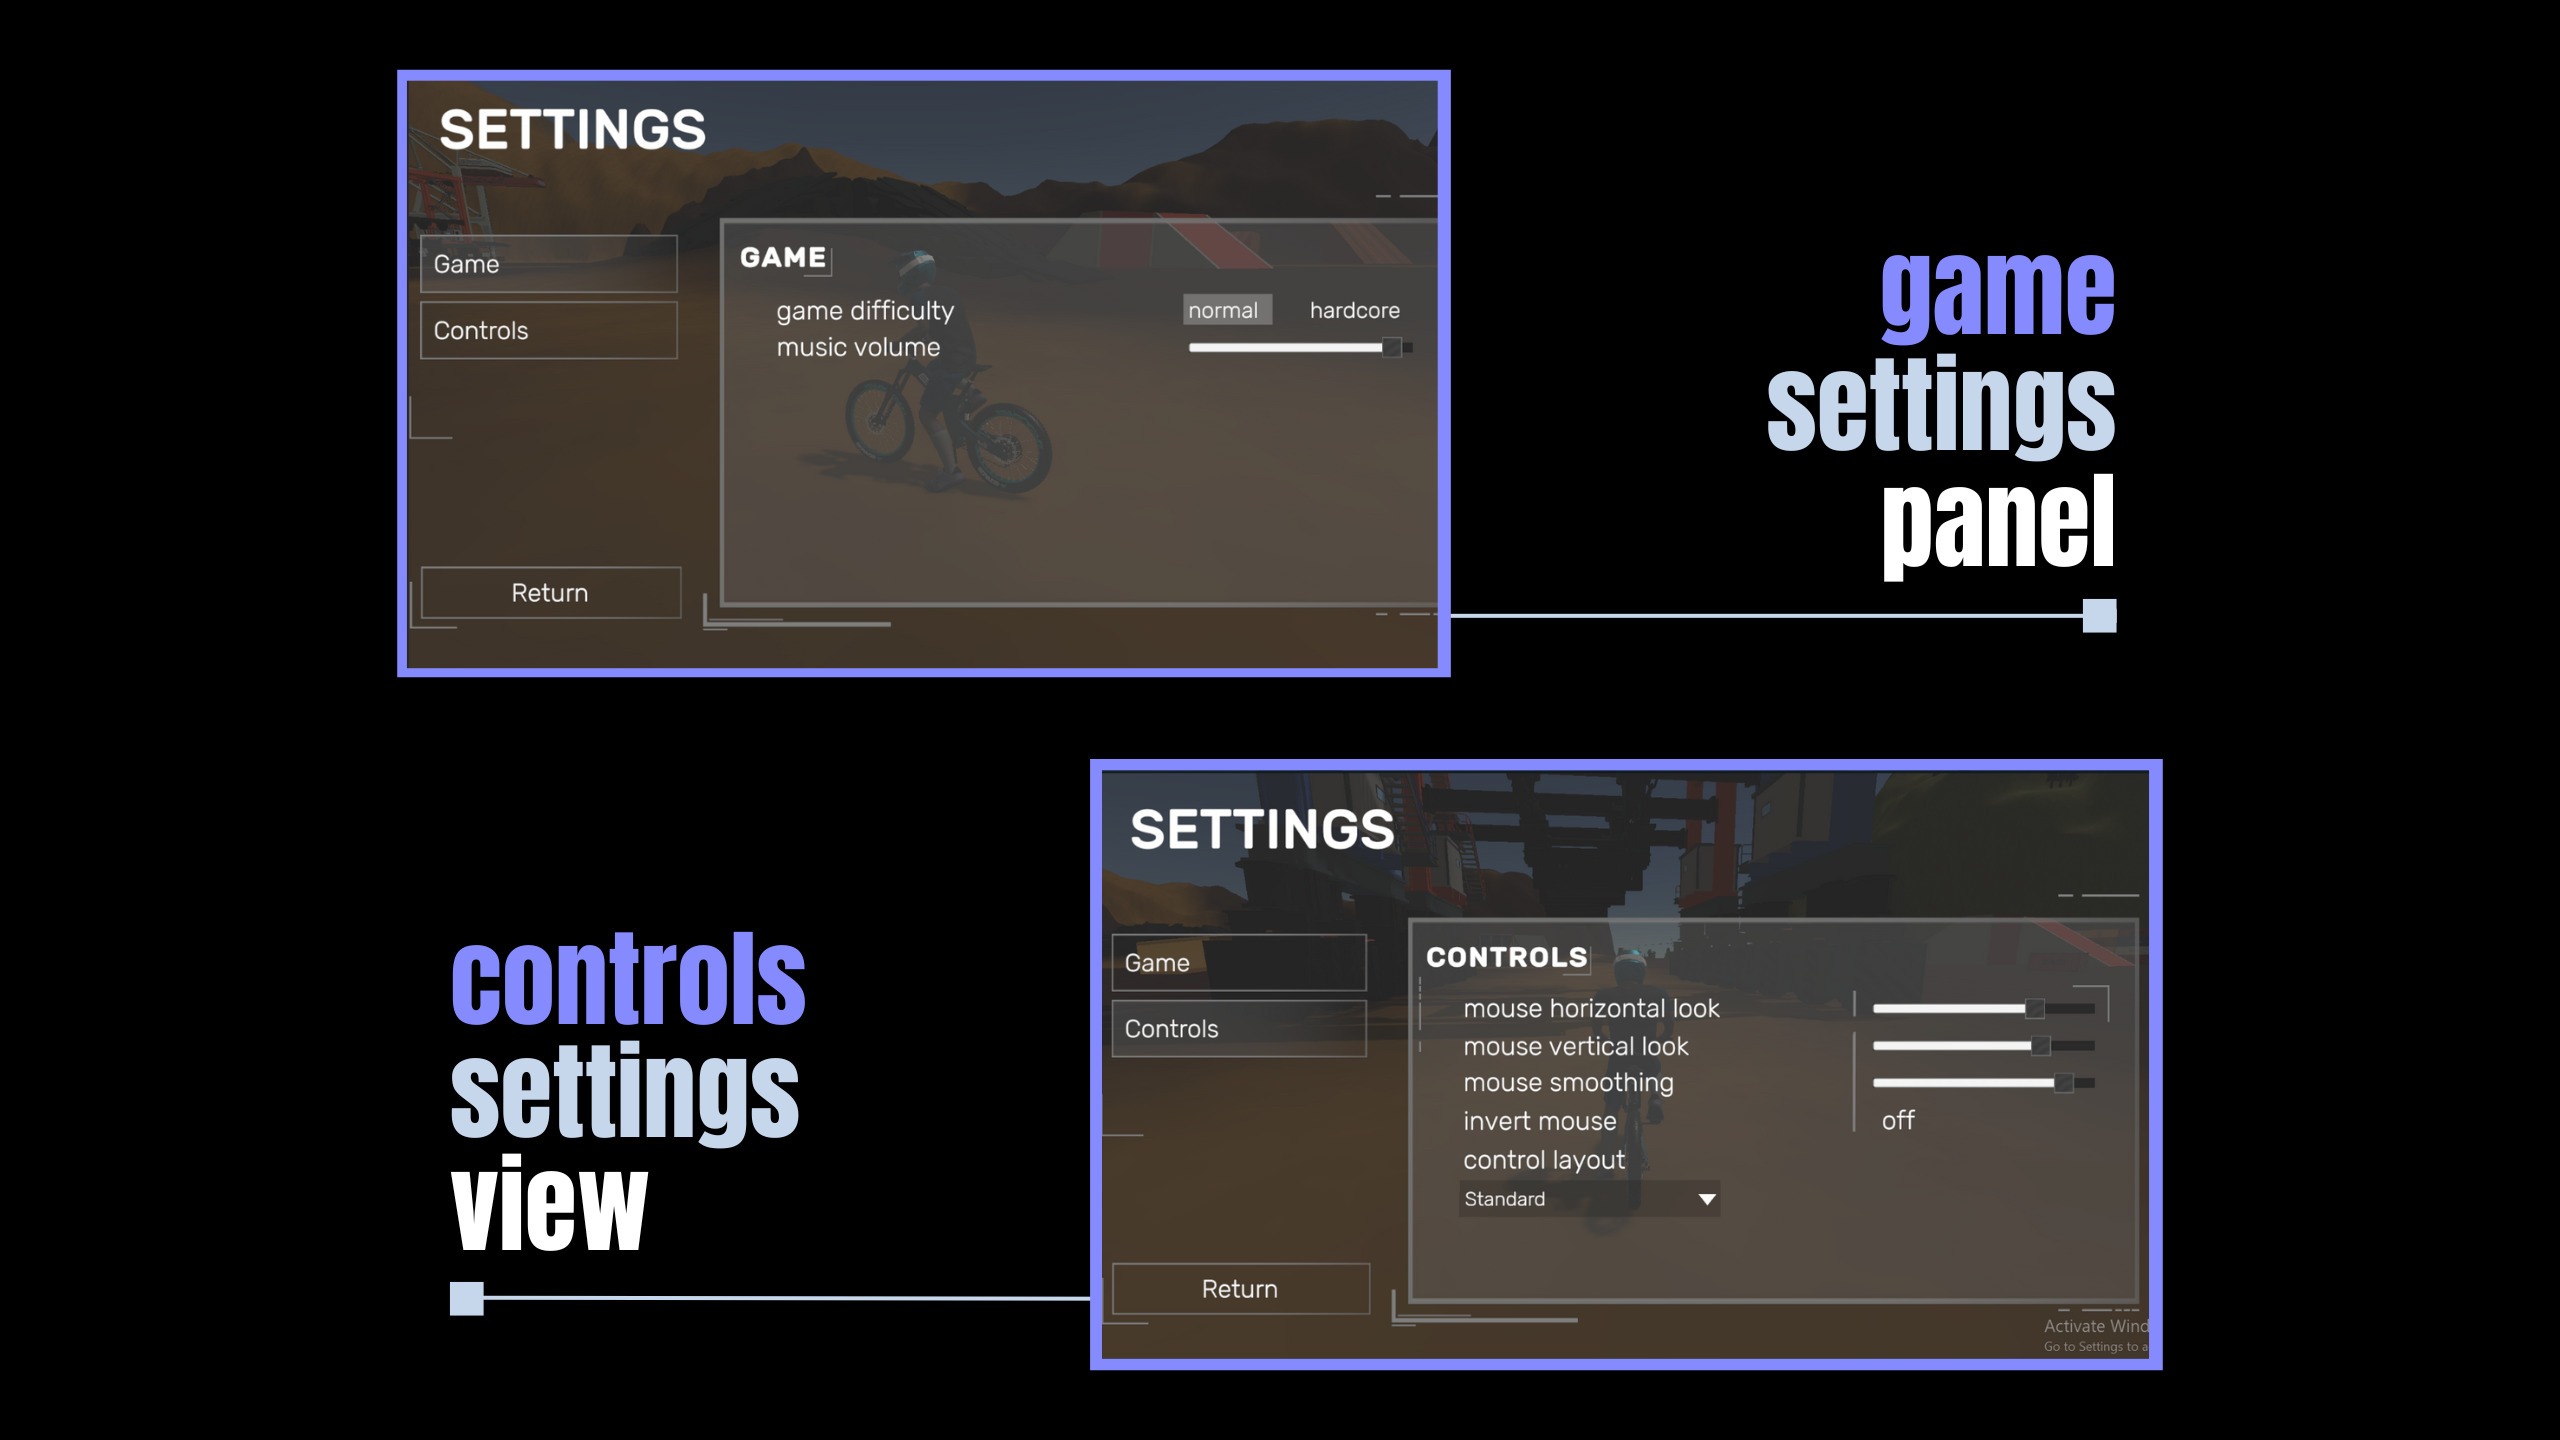 SETTINGS
Game
Controls
Return
GAME
game difficulty normal hardcore
music volume
game
settings
panel
controls
settings
view
SETTINGS
Game
Controls
Return
CONTROLS
mouse horizontal look
mouse vertical look
mouse smoothing
invert mouse off
control layout
Standard
Activate Wind
Go to Settings to a